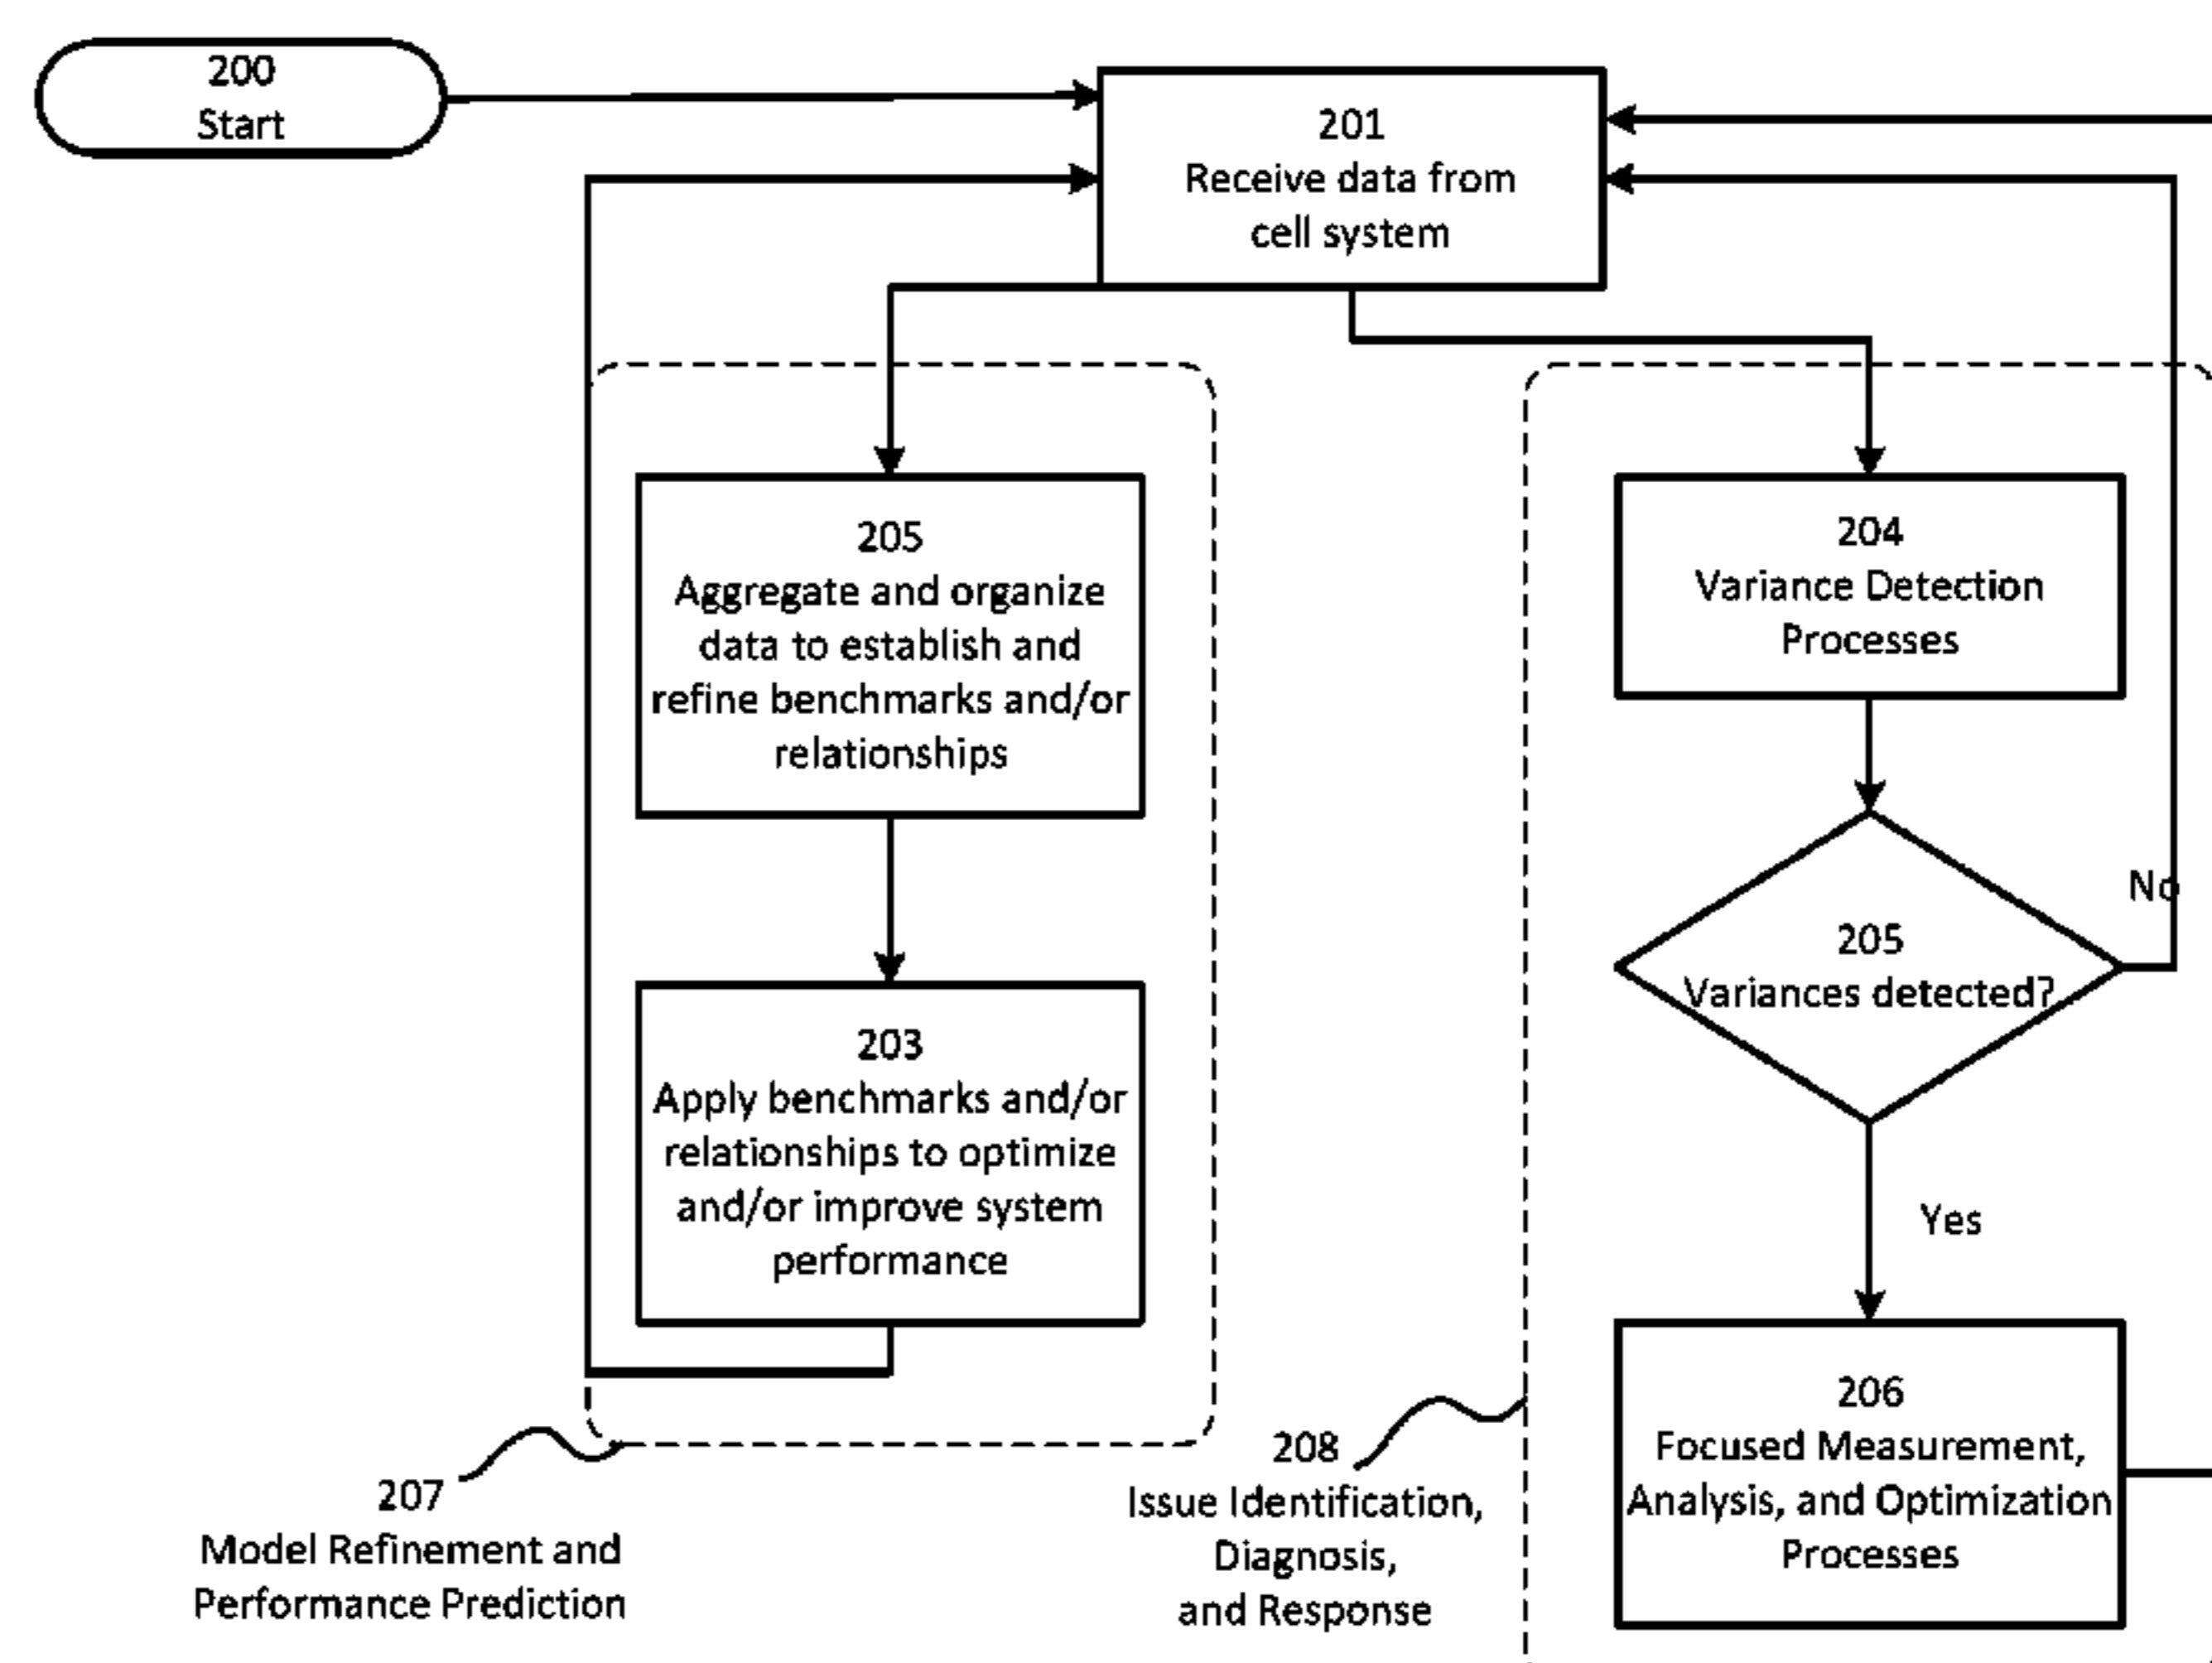 200
Start
201
Receive data from
cell system
205
Aggregate and organize
data to establish and
refine benchmarks and/or
relationships
203
Apply benchmarks and/or
relationships to optimize
and/or improve system
performance
207
Model Refinement and
Performance Prediction
204
Variance Detection
Processes
205
Variances detected?
No
Yes
206
Focused Measurement,
Analysis, and Optimization
Processes
208
Issue Identification,
Diagnosis,
and Response